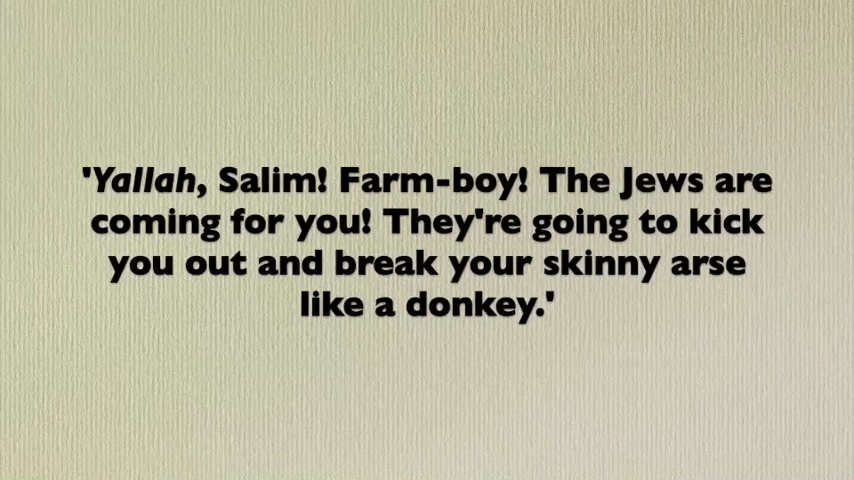 'Yallah, Salim! Farm-boy! The Jews are
coming for you! They're going to kick
you out and break your skinny arse
like a donkey.'